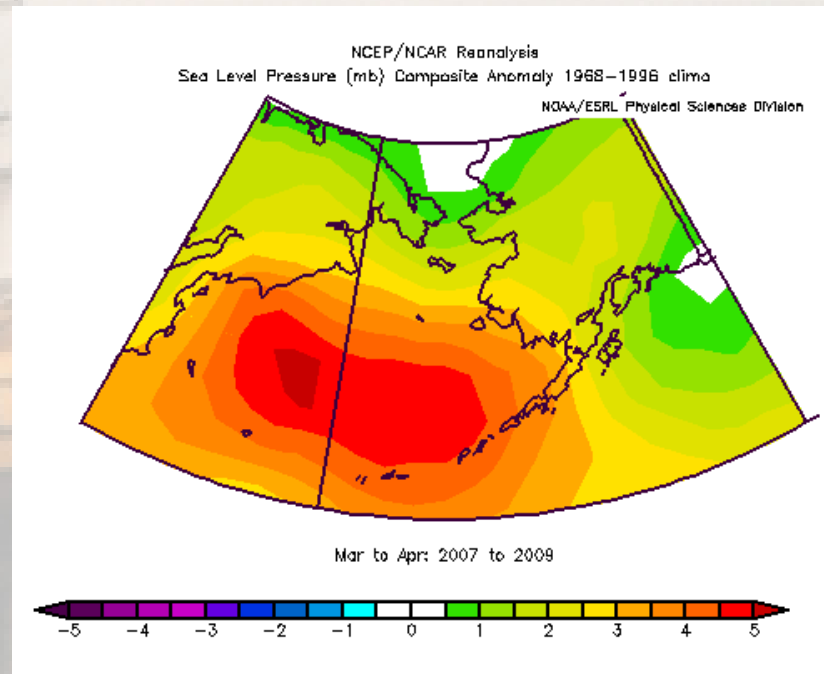 NCEP/NCAR Reanalysis
Sea Level Pressure (mb) Composite Anomaly 1968-1996 clima
NOAA/ESRL Physical Sciences Division
Mar to Apr: 2007 to 2009
-5 -4 -3 -2 -1 0 1 2 3 4 5